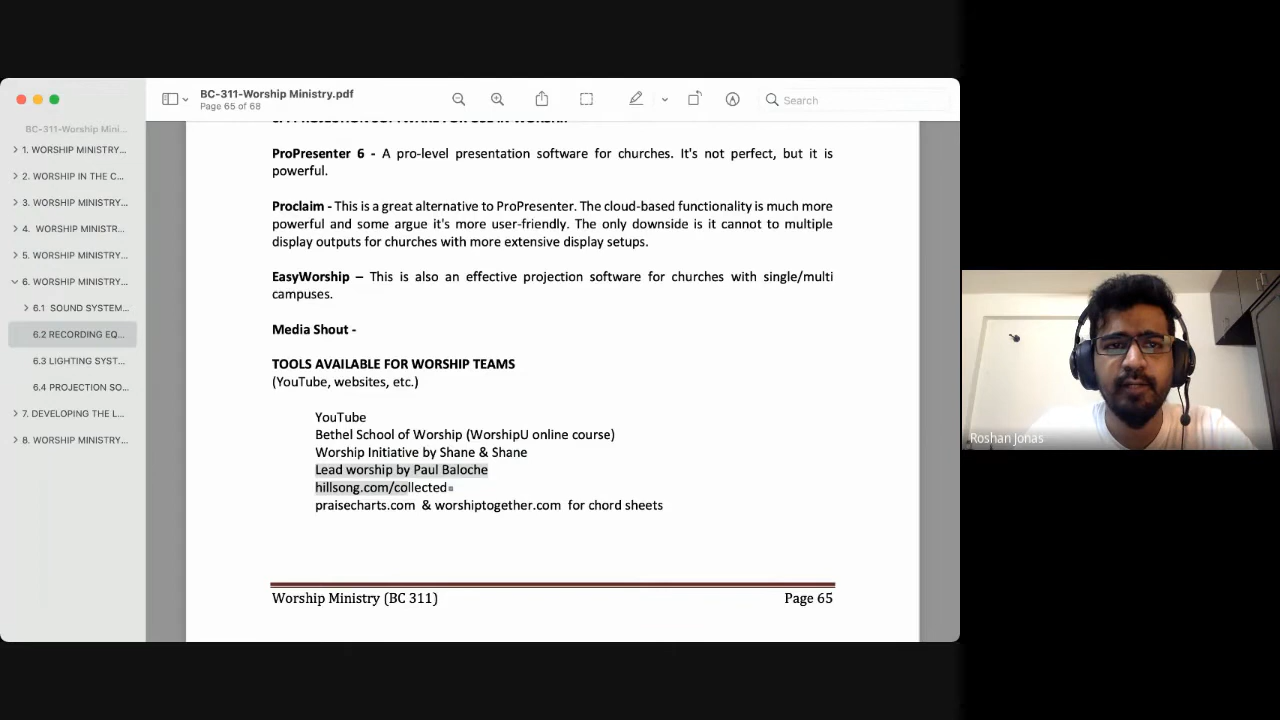 BC-311-Worship Ministry.pdf
Page 65 of 68
Search
BC-311-Worship Mini...
1. WORSHIP MINISTRY...
2. WORSHIP IN THE C...
3. WORSHIP MINISTRY...
4. WORSHIP MINISTR...
5. WORSHIP MINISTR...
6. WORSHIP MINISTRY...
6.1 SOUND SYSTEM...
6.2 RECORDING EQ...
6.3 LIGHTING SYST...
6.4 PROJECTION SO...
7. DEVELOPING THE L...
8. WORSHIP MINISTRY...
ProPresenter 6 - A pro-level presentation software for churches. It's not perfect, but it is
powerful.
Proclaim - This is a great alternative to ProPresenter. The cloud-based functionality is much more
powerful and some argue it's more user-friendly. The only downside is it cannot to multiple
display outputs for churches with more extensive display setups.
EasyWorship – This is also an effective projection software for churches with single/multi
campuses.
Media Shout -
TOOLS AVAILABLE FOR WORSHIP TEAMS
(YouTube, websites, etc.)
YouTube
Bethel School of Worship (WorshipU online course)
Worship Initiative by Shane & Shane
Lead worship by Paul Baloche
hillsong.com/collected
praisecharts.com & worshiptogether.com for chord sheets
Worship Ministry (BC 311)
Page 65
Roshan Jonas